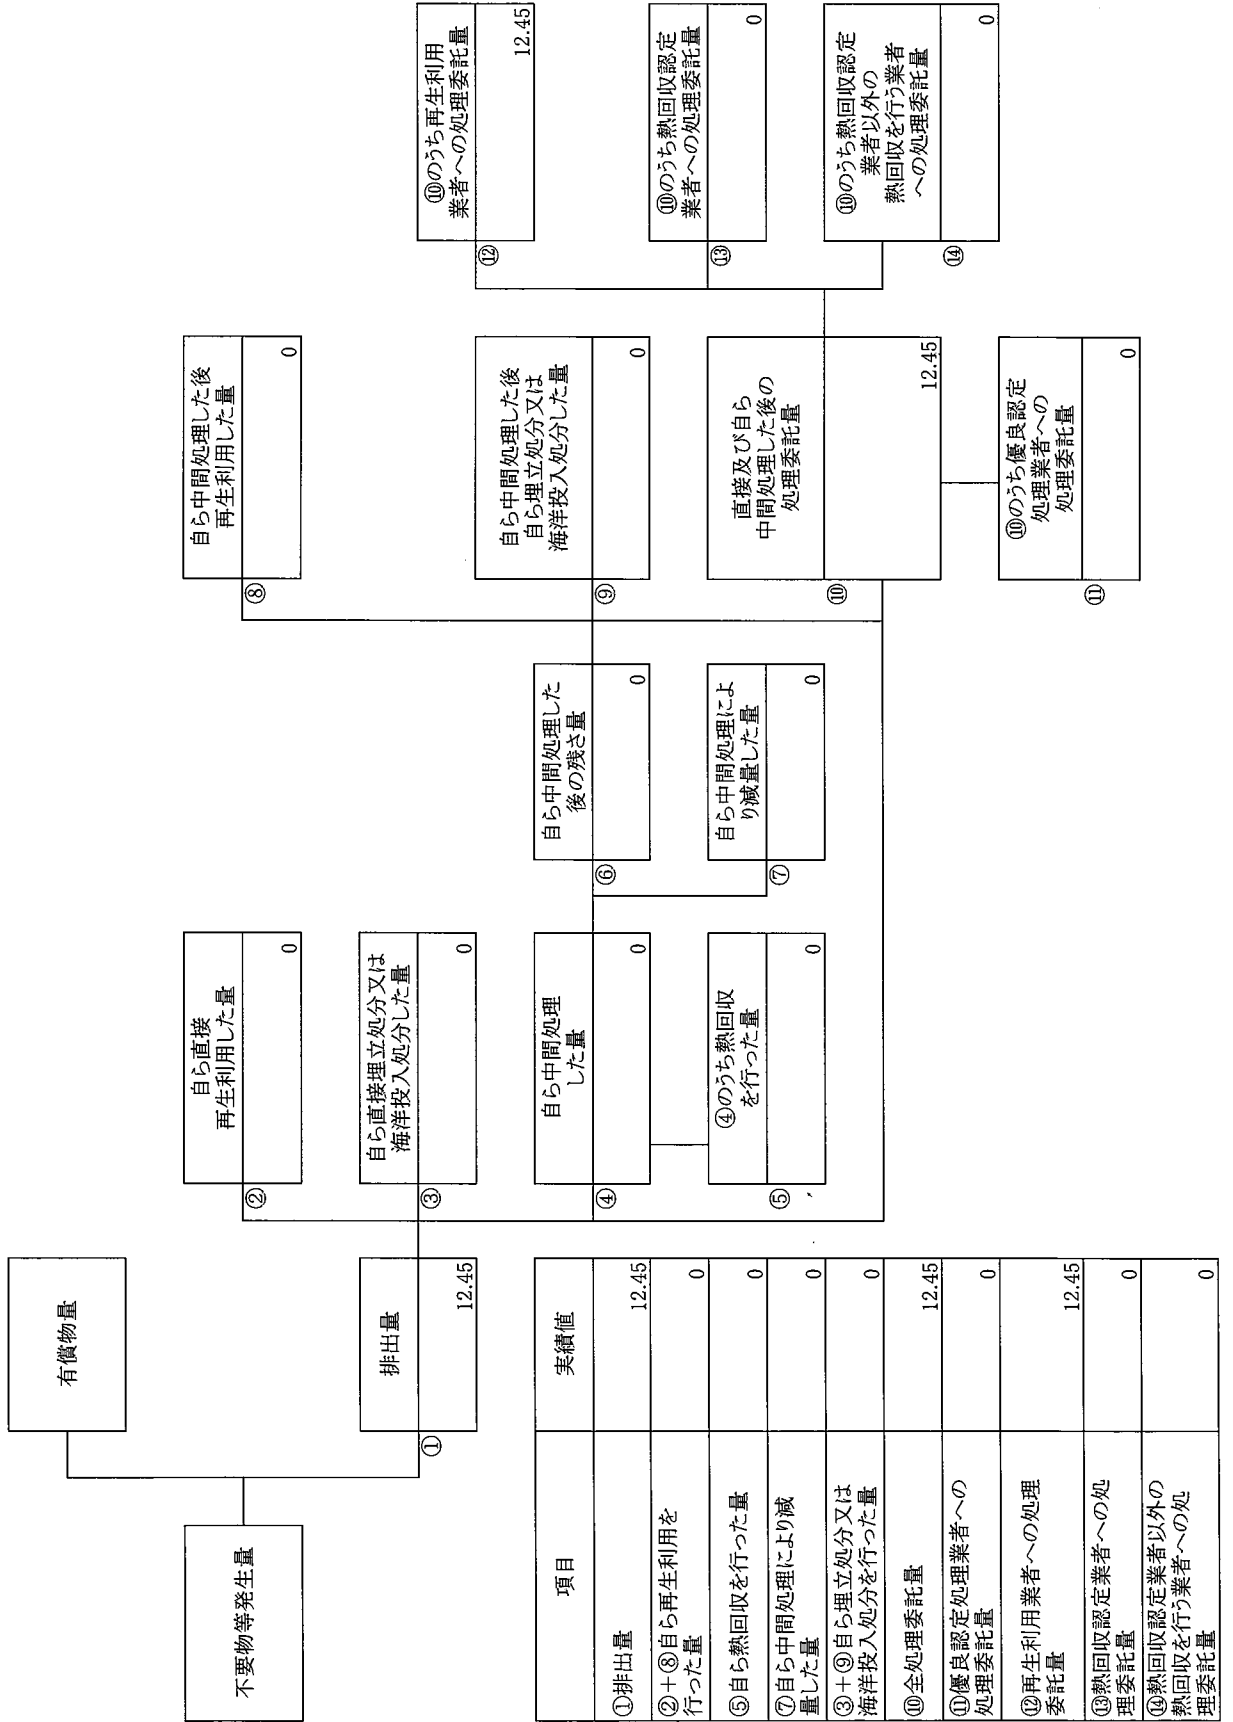 不要物等発生量
有償物量
①
排出量
12.45
②
自ら直接
再生利用した量
0
③
自ら直接埋立処分又は
海洋投入処分した量
0
④
自ら中間処理
した量
0
⑤
④のうち熱回収
を行った量
0
⑥
自ら中間処理した
後の残さ量
0
⑦
自ら中間処理によ
り減量した量
0
⑧
自ら中間処理した後
再生利用した量
0
⑨
自ら中間処理した後
自ら埋立処分又は
海洋投入処分した量
0
⑩
直接及び自ら
中間処理した後の
処理委託量
12.45
⑪
⑩のうち優良認定
処理業者への
処理委託量
0
⑫
⑩のうち再生利用
業者への処理委託量
12.45
⑬
⑩のうち熱回収認定
業者への処理委託量
0
⑭
⑩のうち熱回収認定
業者以外の
熱回収を行う業者
への処理委託量
0
項目 実績値
①排出量 12.45
②+⑧自ら再生利用を
行った量 0
⑤自ら熱回収を行った量 0
⑦自ら中間処理により減
量した量 0
③+⑨自ら埋立処分又は
海洋投入処分を行った量 0
⑩全処理委託量 12.45
⑪優良認定処理業者への
処理委託量 0
⑫再生利用業者への処理
委託量 12.45
⑬熱回収認定業者への処
理委託量 0
⑭熱回収認定業者以外の
熱回収を行う業者への処
理委託量 0